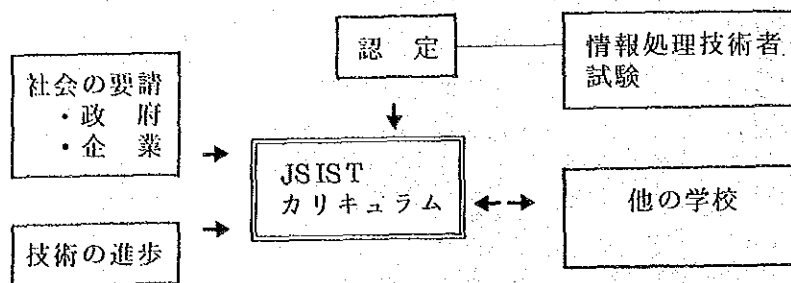 認 定
情報処理技術者
試験
社会の要請
・政 府
・企 業
JSIST
カリキュラム
他の学校
技術の進歩